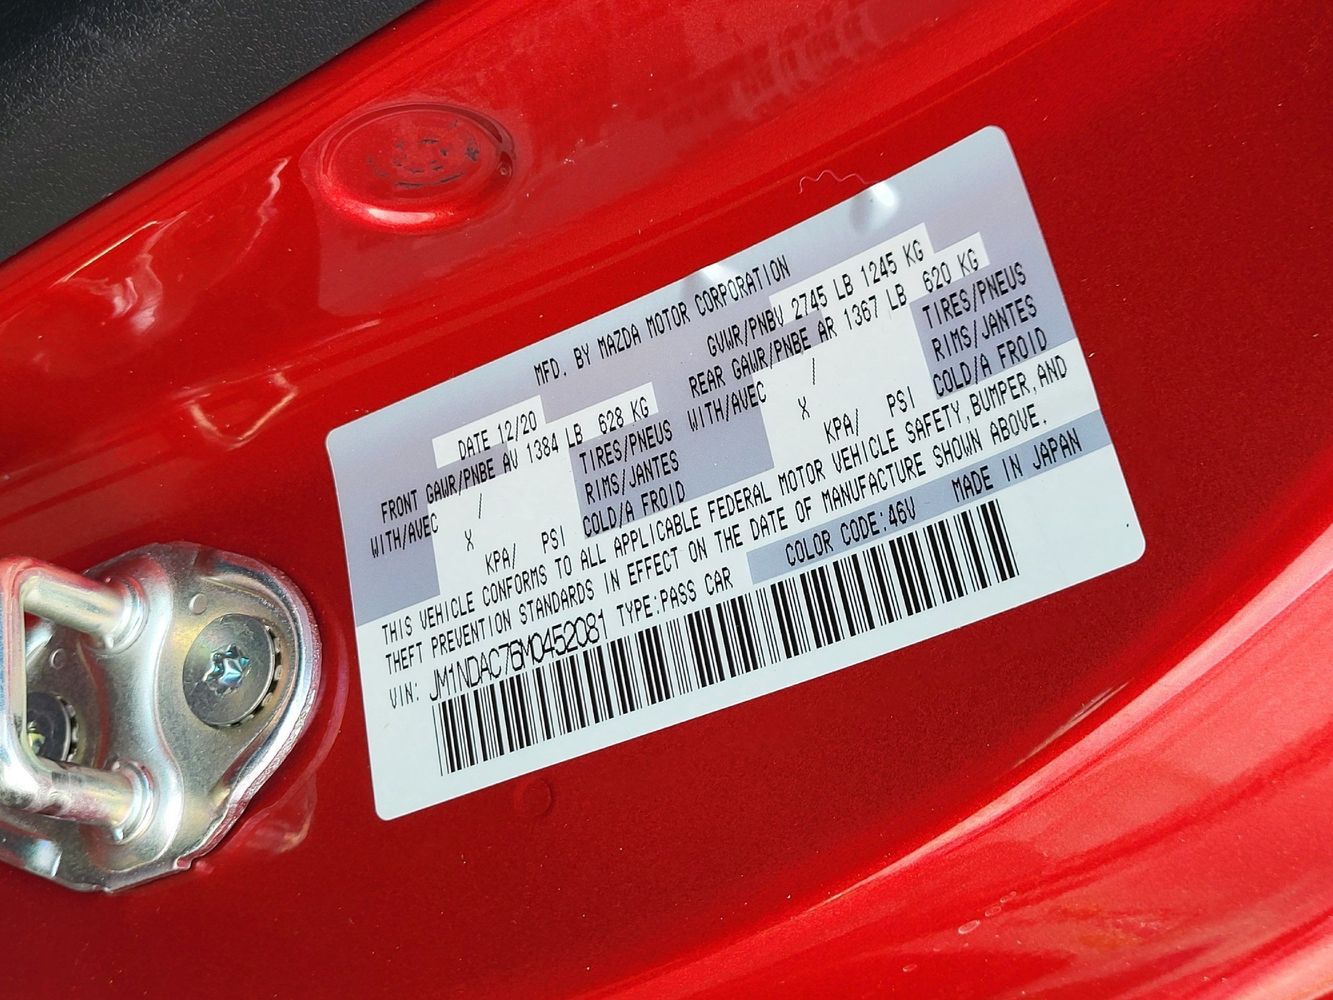 MFD. BY MAZDA MOTOR CORPORATION
DATE 12/20 GVWR/PNBV 2745 LB 1245 KG
FRONT GAWR/PNBE AV 1384 LB 628 KG REAR GAWR/PNBE AR 1367 LB 620 KG
WITH/AVEC / TIRES/PNEUS WITH/AVEC / TIRES/PNEUS
X RIMS/JANTES X RIMS/JANTES
KPA/ PSI COLD/A FROID KPA/ PSI COLD/A FROID
THIS VEHICLE CONFORMS TO ALL APPLICABLE FEDERAL MOTOR VEHICLE SAFETY, BUMPER, AND
THEFT PREVENTION STANDARDS IN EFFECT ON THE DATE OF MANUFACTURE SHOWN ABOVE.
VIN: JM1NDAC76M0452081 TYPE:PASS CAR COLOR CODE:46V MADE IN JAPAN